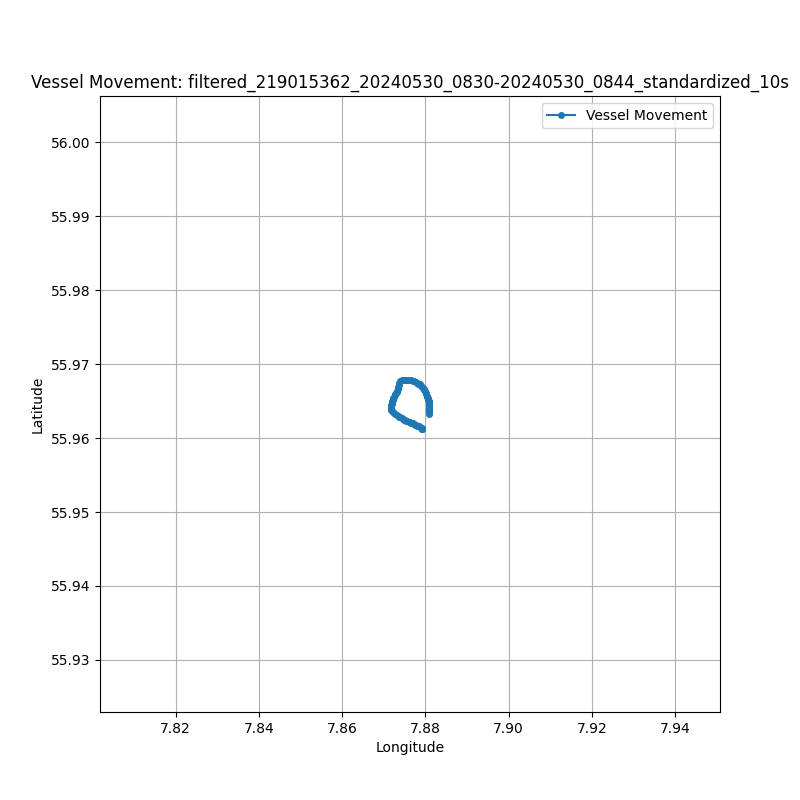 Vessel Movement: filtered_219015362_20240530_0830-20240530_0844_standardized_10s
Vessel Movement
56.00
55.99
55.98
55.97
55.96
55.95
55.94
55.93
Latitude
7.82 7.84 7.86 7.88 7.90 7.92 7.94
Longitude